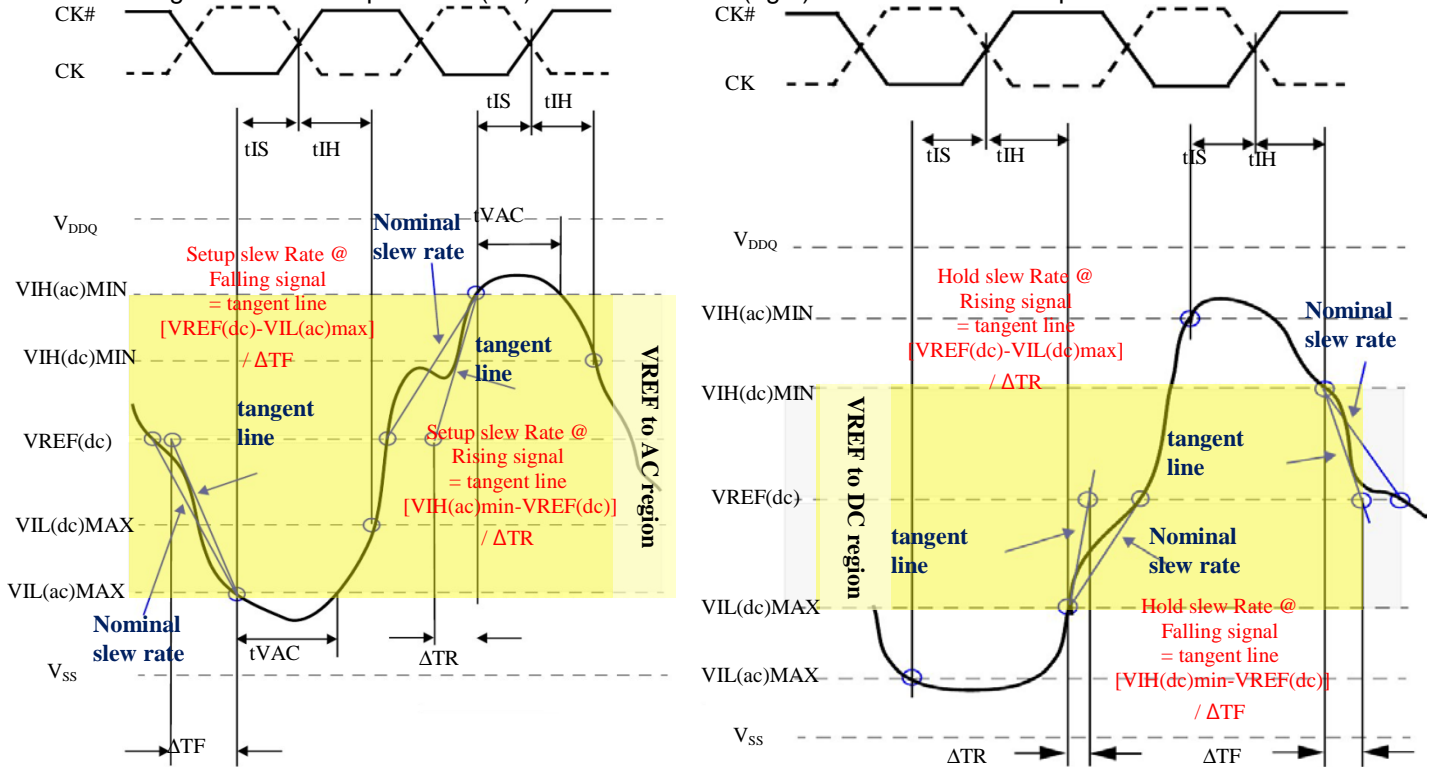 (right)
CK#
CK
tIS
tIH
tIS
tIH
VDDQ
Nominal
slew rate
tVAC
Setup slew Rate @
Falling signal
= tangent line
[VREF(dc)-VIL(ac)max]
/ ΔTF
VIH(ac)MIN
VIH(dc)MIN
tangent
line
tangent
line
VREF(dc)
Setup slew Rate @
Rising signal
= tangent line
[VIH(ac)min-VREF(dc)]
/ ΔTR
VREF to AC region
VIL(dc)MAX
VIL(ac)MAX
Nominal
slew rate
tVAC
ΔTR
VSS
ΔTF
CK#
CK
tIS
tIH
tIS
tIH
VDDQ
Hold slew Rate @
Rising signal
= tangent line
[VREF(dc)-VIL(dc)max]
/ ΔTR
VIH(ac)MIN
Nominal
slew rate
VIH(dc)MIN
VREF to DC region
tangent
line
VREF(dc)
tangent
line
Nominal
slew rate
VIL(dc)MAX
Hold slew Rate @
Falling signal
= tangent line
[VIH(dc)min-VREF(dc)]
/ ΔTF
VIL(ac)MAX
VSS
ΔTR
ΔTF